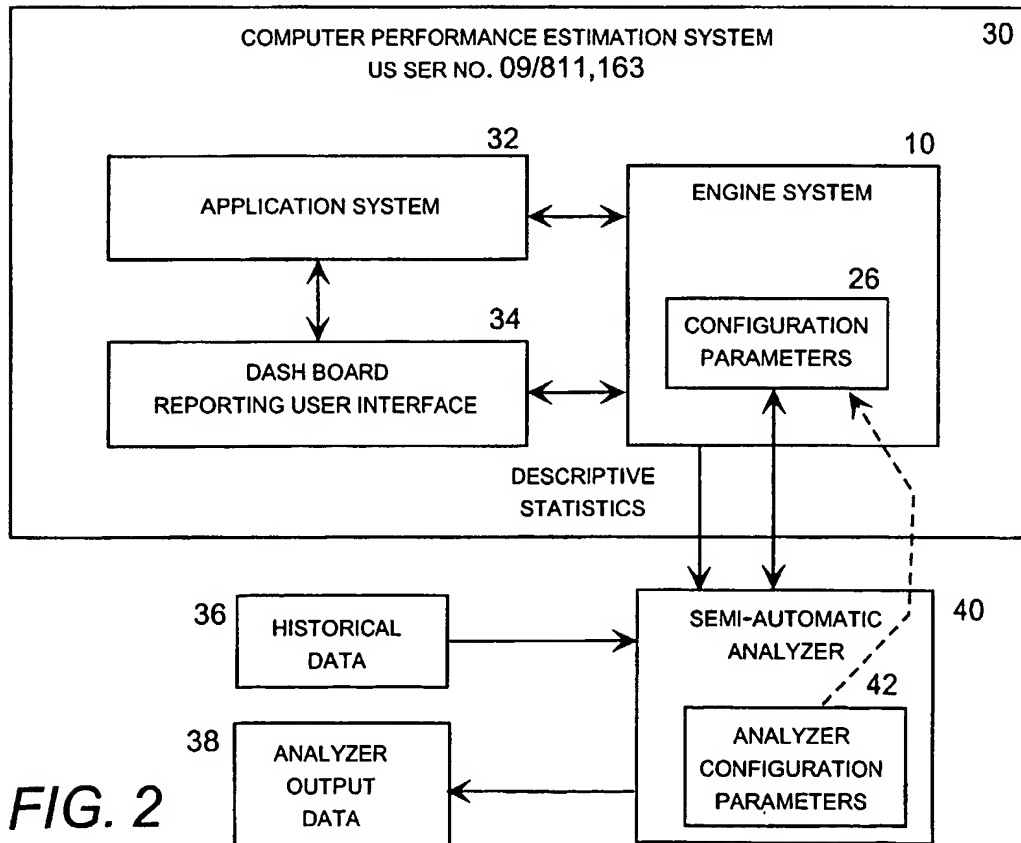 COMPUTER PERFORMANCE ESTIMATION SYSTEM
30
US SER NO. 09/811,163
32
10
APPLICATION SYSTEM
ENGINE SYSTEM
26
CONFIGURATION
PARAMETERS
34
DASH BOARD
REPORTING USER INTERFACE
DESCRIPTIVE
STATISTICS
36
HISTORICAL
DATA
SEMI-AUTOMATIC
ANALYZER
40
42
ANALYZER
CONFIGURATION
PARAMETERS
38
ANALYZER
OUTPUT
DATA
FIG. 2